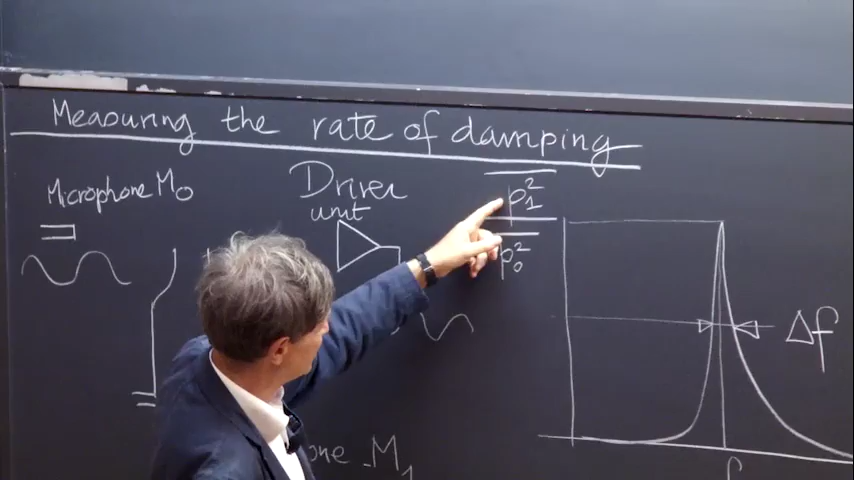 Measuring the rate of damping
Microphone M0
Driver
unit
p1²
p0²
Δf
one M1
f